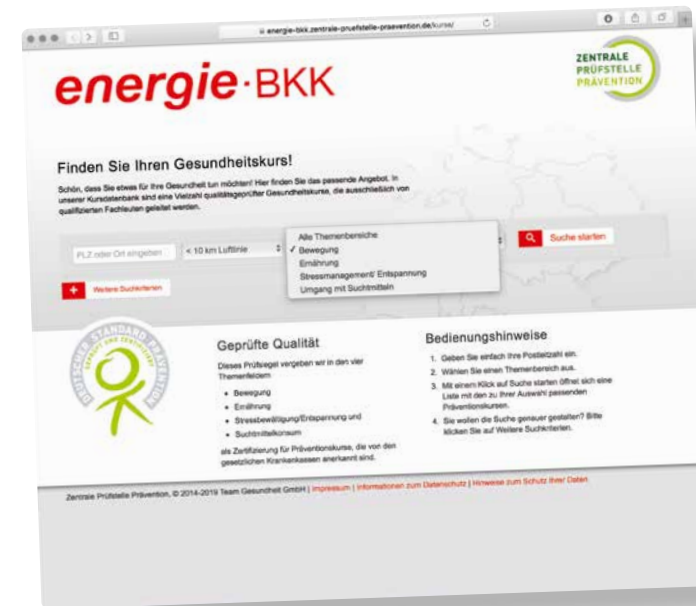 energie-bkk.zentrale-pruefstelle-praevention.de/kurse/
energie·BKK
ZENTRALE
PRÜFSTELLE
PRÄVENTION
Finden Sie Ihren Gesundheitskurs!
Schön, dass Sie etwas für Ihre Gesundheit tun möchten! Hier finden Sie das passende Angebot. In
unserer Kursdatenbank sind eine Vielzahl qualitätsgeprüfter Gesundheitskurse, die ausschließlich von
qualifizierten Fachleuten geleitet werden.
PLZ oder Ort eingeben
< 10 km Luftlinie
Alle Themenbereiche
✓ Bewegung
Ernährung
Stressmanagement/ Entspannung
Umgang mit Suchtmitteln
Suche starten
+ Weitere Suchkriterien
DEUTSCHER STANDARD PRÄVENTION
GEPRÜFT UND ZERTIFIZIERT
Geprüfte Qualität
Dieses Prüfsiegel vergeben wir in den vier
Themenfeldern
• Bewegung
• Ernährung
• Stressbewältigung/Entspannung und
• Suchtmittelkonsum
als Zertifizierung für Präventionskurse, die von den
gesetzlichen Krankenkassen anerkannt sind.
Bedienungshinweise
1. Geben Sie einfach Ihre Postleitzahl ein.
2. Wählen Sie einen Themenbereich aus.
3. Mit einem Klick auf Suche starten öffnet sich eine
Liste mit den zu Ihrer Auswahl passenden
Präventionskursen.
4. Sie wollen die Suche genauer gestalten? Bitte
klicken Sie auf Weitere Suchkriterien.
Zentrale Prüfstelle Prävention, © 2014-2019 Team Gesundheit GmbH | Impressum | Informationen zum Datenschutz | Hinweise zum Schutz Ihrer Daten